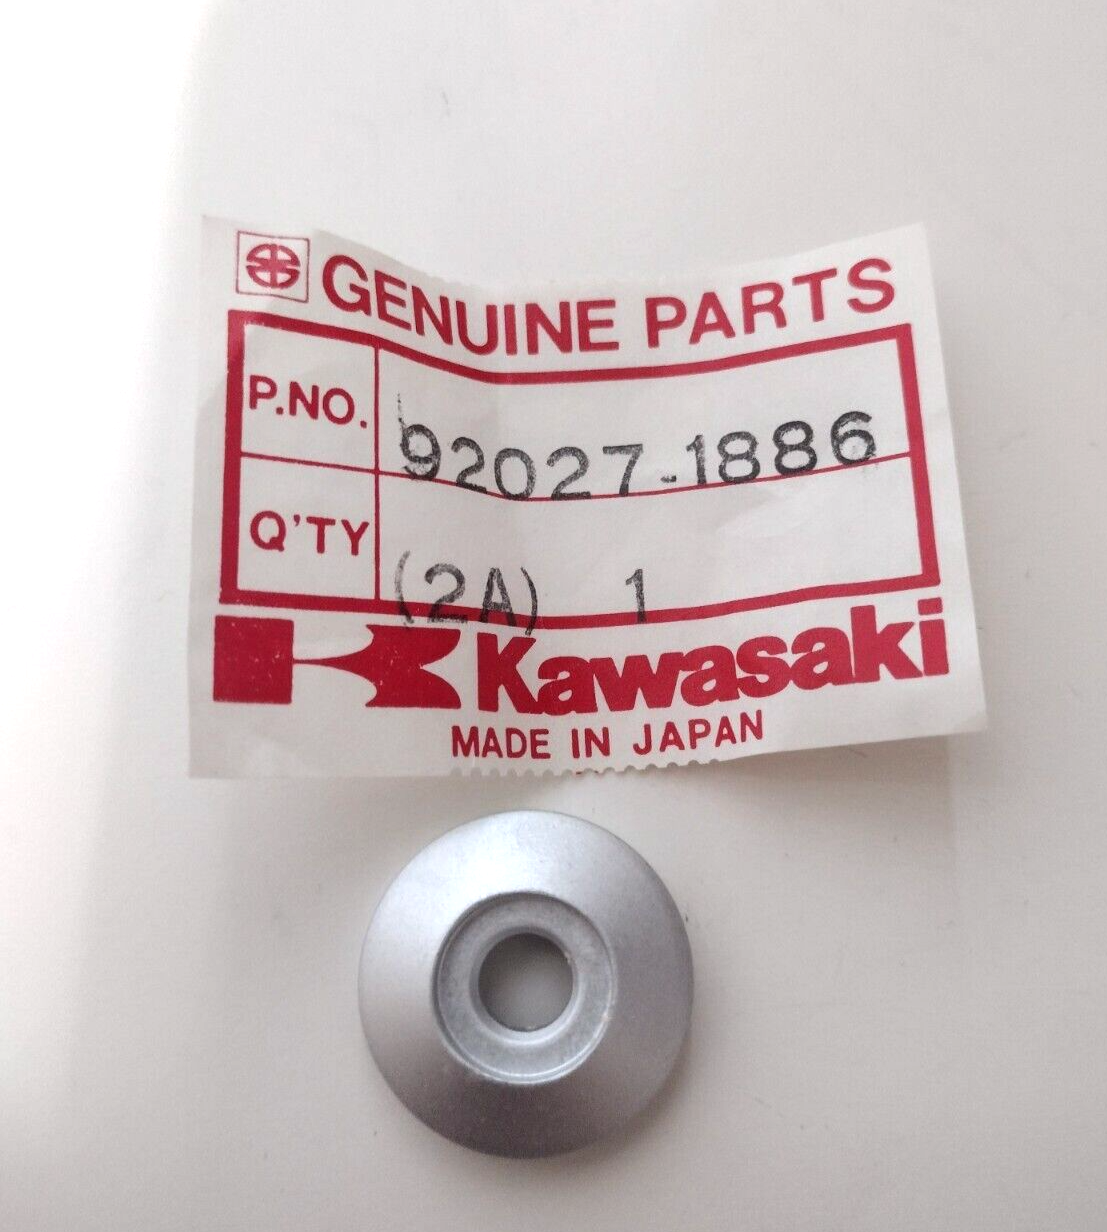 GENUINE PARTS
P.NO. 92027-1886
Q'TY (2A) 1
Kawasaki
MADE IN JAPAN